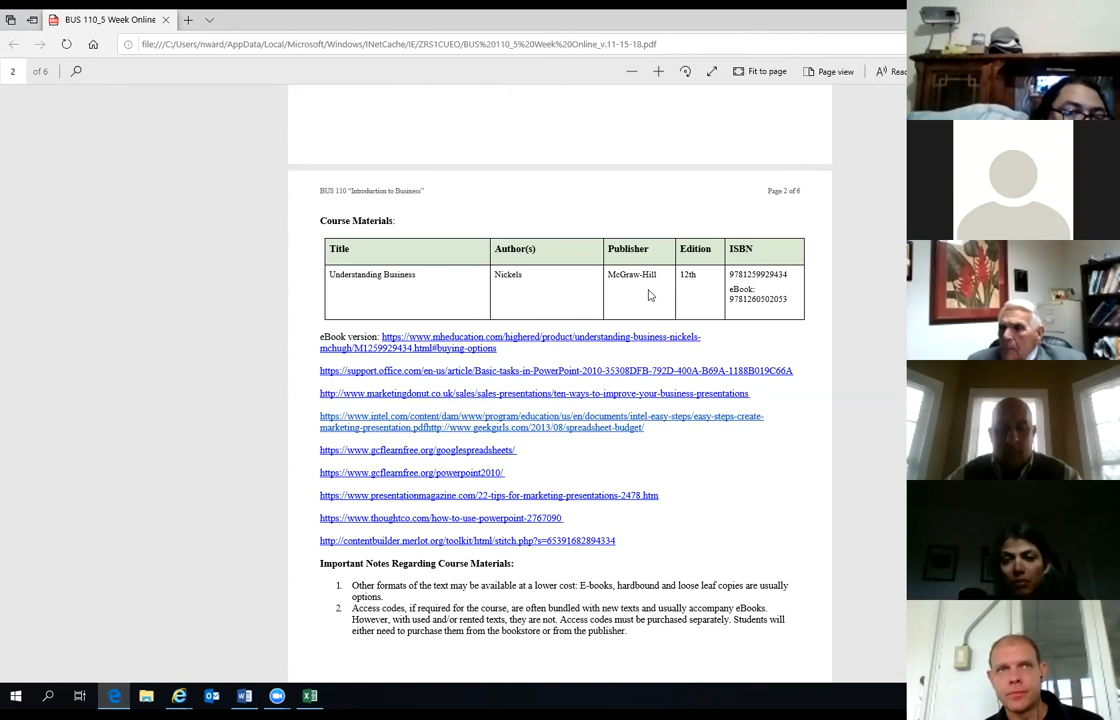 BUS 110_5 Week Online
file:///C:/Users/nward/AppData/Local/Microsoft/Windows/INetCache/IE/ZRS1CUEO/BUS%20110_5%20Week%20Online_v.11-15-18.pdf
2 of 6
Fit to page
Page view
Read
BUS 110 "Introduction to Business"
Page 2 of 6
Course Materials:
Title Author(s) Publisher Edition ISBN
Understanding Business Nickels McGraw-Hill 12th 9781259929434
eBook:
9781260502053
eBook version: https://www.mheducation.com/highered/product/understanding-business-nickels-
mchugh/M1259929434.html#buying-options
https://support.office.com/en-us/article/Basic-tasks-in-PowerPoint-2010-35308DFB-792D-400A-B69A-1188B019C66A
http://www.marketingdonut.co.uk/sales/sales-presentations/ten-ways-to-improve-your-business-presentations
https://www.intel.com/content/dam/www/program/education/us/en/documents/intel-easy-steps/easy-steps-create-
marketing-presentation.pdfhttp://www.geekgirls.com/2013/08/spreadsheet-budget/
https://www.gcflearnfree.org/googlespreadsheets/
https://www.gcflearnfree.org/powerpoint2010/
https://www.presentationmagazine.com/22-tips-for-marketing-presentations-2478.htm
https://www.thoughtco.com/how-to-use-powerpoint-2767090
http://contentbuilder.merlot.org/toolkit/html/stitch.php?s=65391682894334
Important Notes Regarding Course Materials:
1. Other formats of the text may be available at a lower cost: E-books, hardbound and loose leaf copies are usually
options.
2. Access codes, if required for the course, are often bundled with new texts and usually accompany eBooks.
However, with used and/or rented texts, they are not. Access codes must be purchased separately. Students will
either need to purchase them from the bookstore or from the publisher.